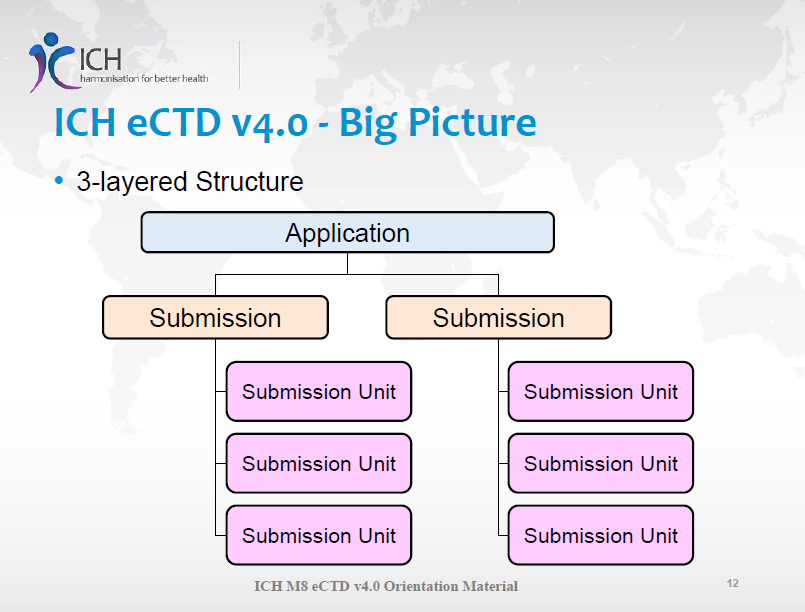 ICH
harmonisation for better health
ICH eCTD v4.0 - Big Picture
• 3-layered Structure
Application
Submission
Submission
Submission Unit
Submission Unit
Submission Unit
Submission Unit
Submission Unit
Submission Unit
ICH M8 eCTD v4.0 Orientation Material
12